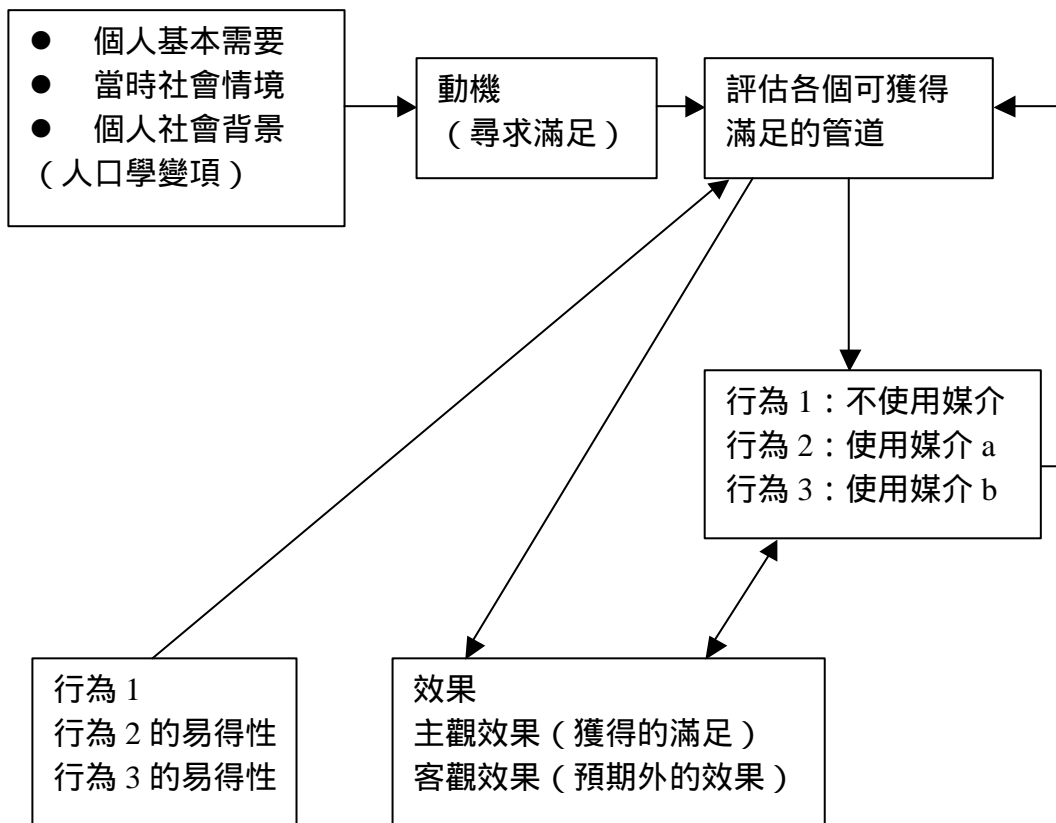 ● 個人基本需要
● 當時社會情境
● 個人社會背景
（人口學變項）
動機
（尋求滿足）
評估各個可獲得
滿足的管道
行為 1：不使用媒介
行為 2：使用媒介 a
行為 3：使用媒介 b
行為 1
行為 2 的易得性
行為 3 的易得性
效果
主觀效果（獲得的滿足）
客觀效果（預期外的效果）